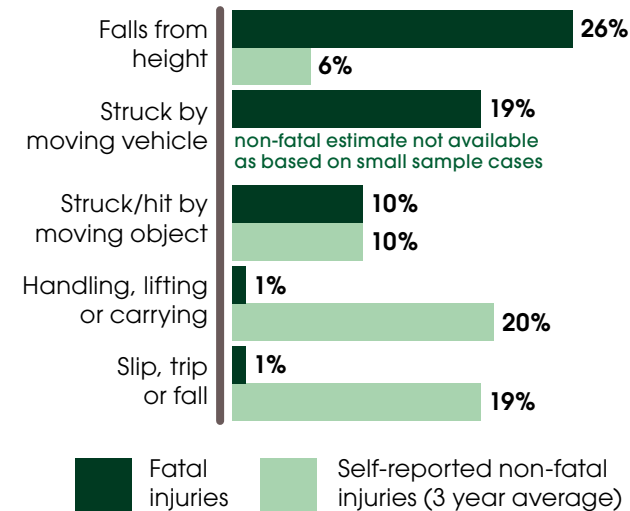 Falls from
height
26%
6%
Struck by
moving vehicle
19%
non-fatal estimate not available
as based on small sample cases
Struck/hit by
moving object
10%
10%
Handling, lifting
or carrying
1%
20%
Slip, trip
or fall
1%
19%
Fatal
injuries
Self-reported non-fatal
injuries (3 year average)